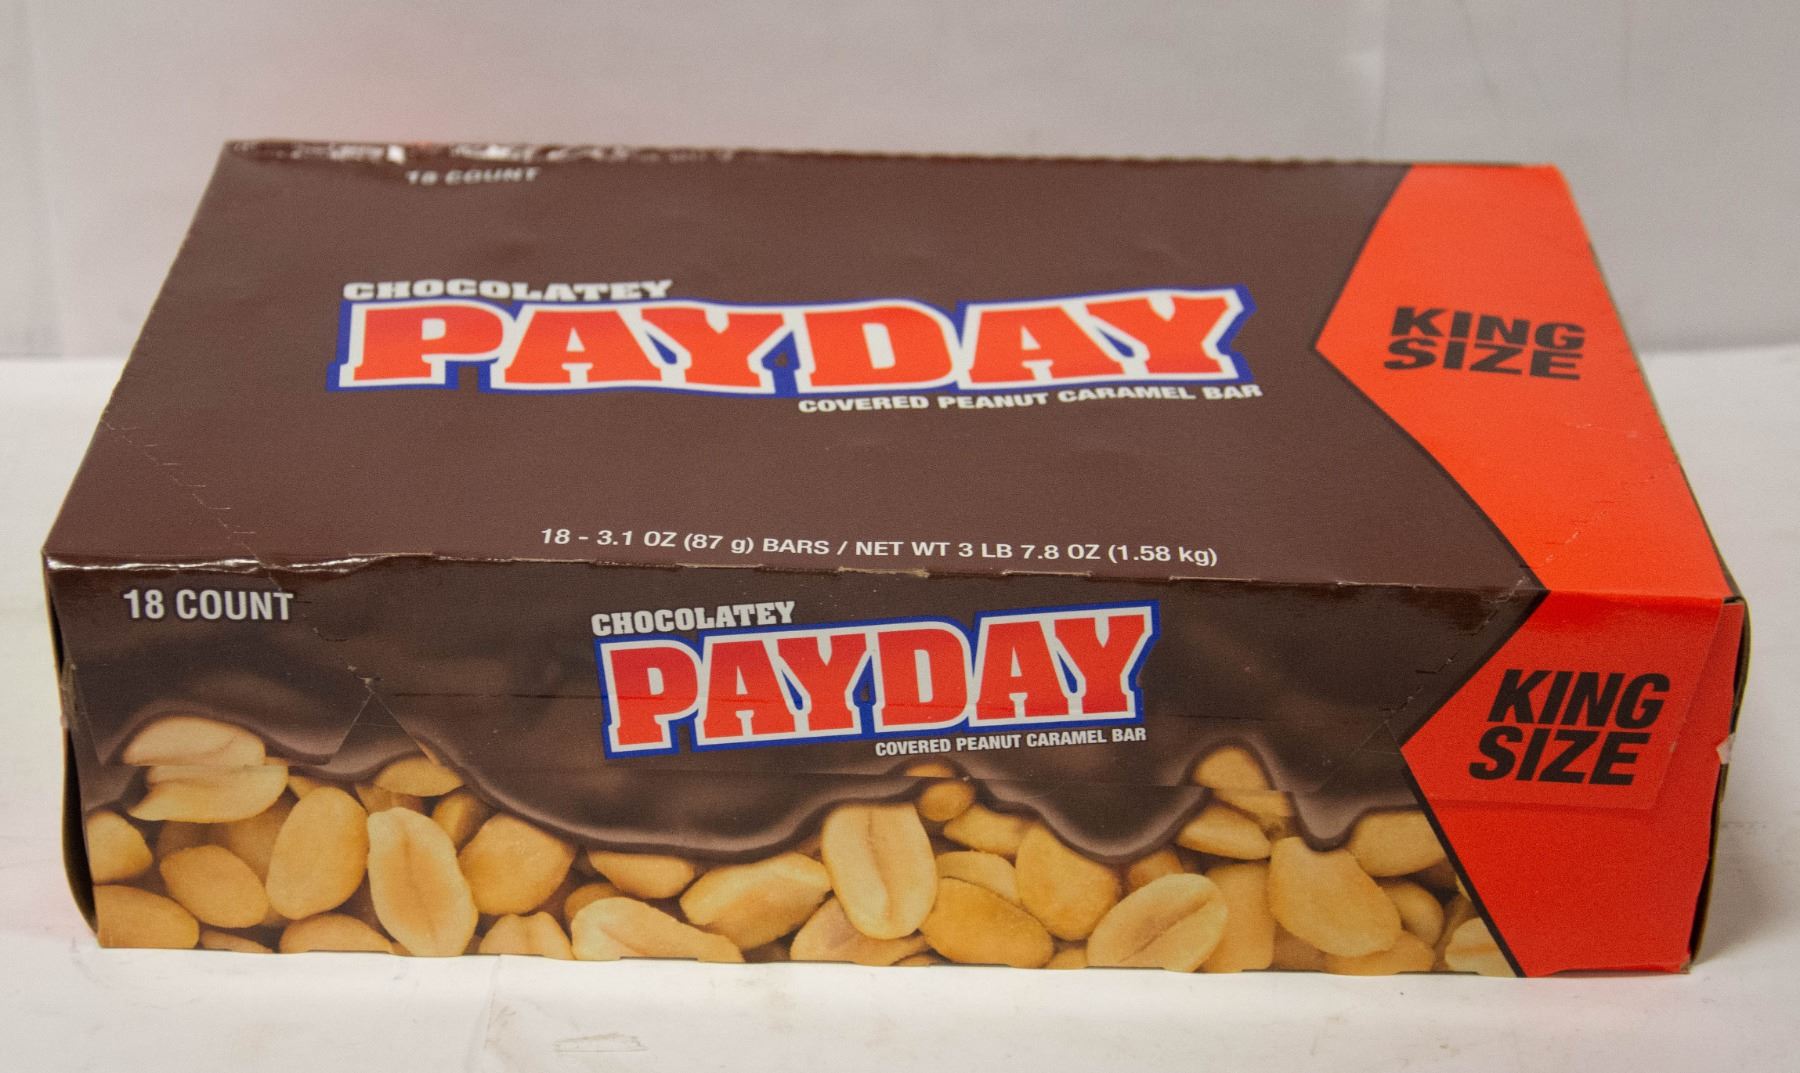 18 COUNT
CHOCOLATEY
PAYDAY
COVERED PEANUT CARAMEL BAR
KING
SIZE
18 - 3.1 OZ (87 g) BARS / NET WT 3 LB 7.8 OZ (1.58 kg)
18 COUNT
CHOCOLATEY
PAYDAY
COVERED PEANUT CARAMEL BAR
KING
SIZE